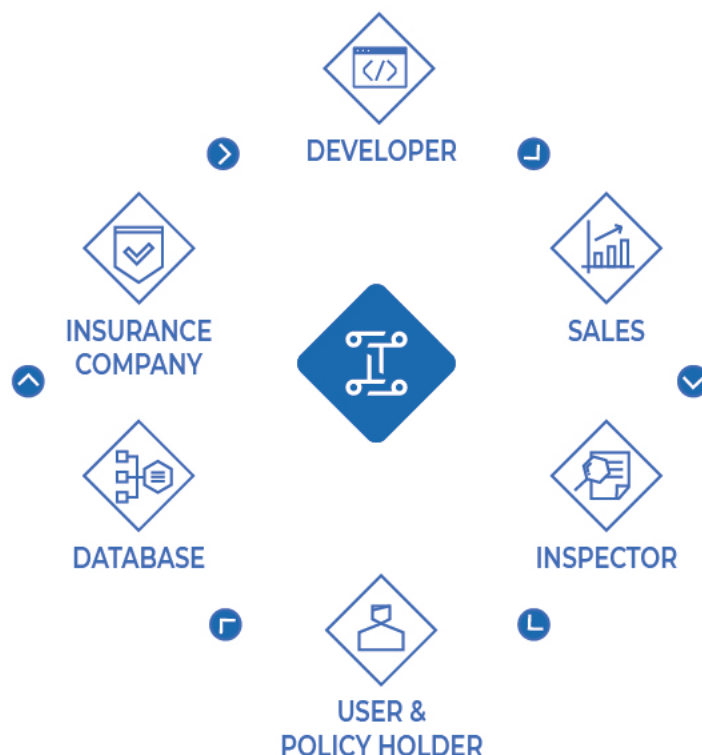 DEVELOPER
INSURANCE
COMPANY
SALES
DATABASE
INSPECTOR
USER &
POLICY HOLDER